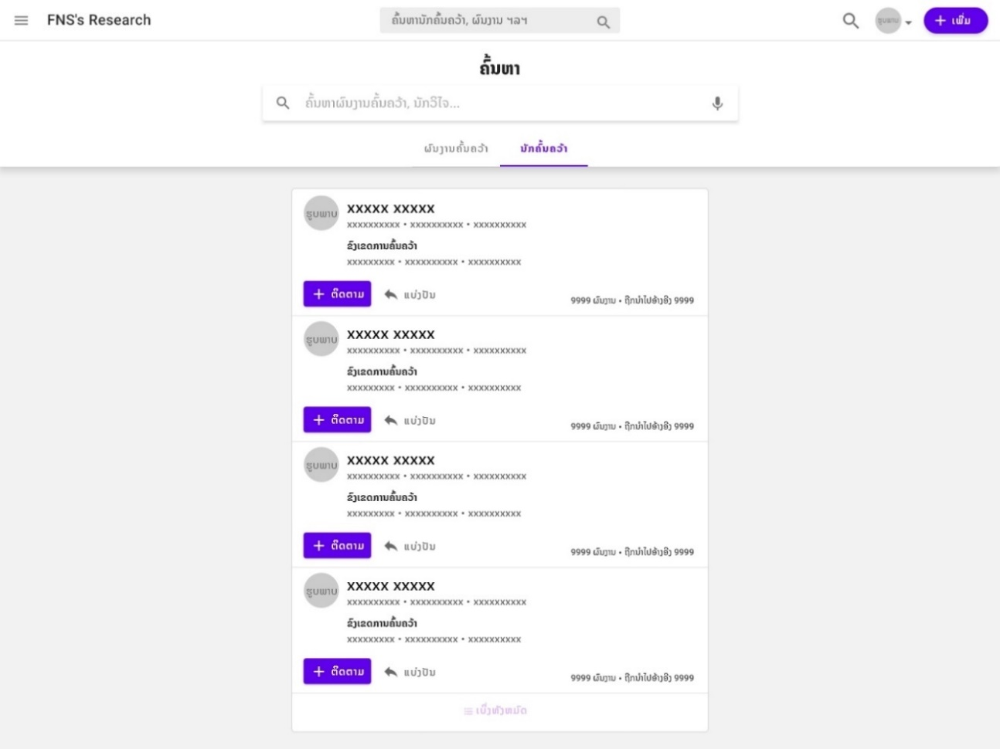 FNS's Research
ຄົ້ນຫານັກຄົ້ນຄວ້າ, ຜົນງານ ຯລຯ
ຮູບພາບ
+ ເພີ່ມ
ຄົ້ນຫາ
ຄົ້ນຫາຜົນງານຄົ້ນຄວ້າ, ນັກວິໄຈ...
ຜົນງານຄົ້ນຄວ້າ
ນັກຄົ້ນຄວ້າ
ຮູບພາບ
XXXXX XXXXX
xxxxxxxxxx • xxxxxxxxxx • xxxxxxxxxx
ຂົງເຂດການຄົ້ນຄວ້າ
xxxxxxxxx • xxxxxxxxxx • xxxxxxxxxx
+ ຕິດຕາມ
ແບ່ງປັນ
9999 ຜົນງານ • ຖືກນຳໄປອ້າງອີງ 9999
ຮູບພາບ
XXXXX XXXXX
xxxxxxxxxx • xxxxxxxxxx • xxxxxxxxxx
ຂົງເຂດການຄົ້ນຄວ້າ
xxxxxxxxx • xxxxxxxxxx • xxxxxxxxxx
+ ຕິດຕາມ
ແບ່ງປັນ
9999 ຜົນງານ • ຖືກນຳໄປອ້າງອີງ 9999
ຮູບພາບ
XXXXX XXXXX
xxxxxxxxxx • xxxxxxxxxx • xxxxxxxxxx
ຂົງເຂດການຄົ້ນຄວ້າ
xxxxxxxxx • xxxxxxxxxx • xxxxxxxxxx
+ ຕິດຕາມ
ແບ່ງປັນ
9999 ຜົນງານ • ຖືກນຳໄປອ້າງອີງ 9999
ຮູບພາບ
XXXXX XXXXX
xxxxxxxxxx • xxxxxxxxxx • xxxxxxxxxx
ຂົງເຂດການຄົ້ນຄວ້າ
xxxxxxxxx • xxxxxxxxxx • xxxxxxxxxx
+ ຕິດຕາມ
ແບ່ງປັນ
9999 ຜົນງານ • ຖືກນຳໄປອ້າງອີງ 9999
ເບິ່ງທັງຫມົດ